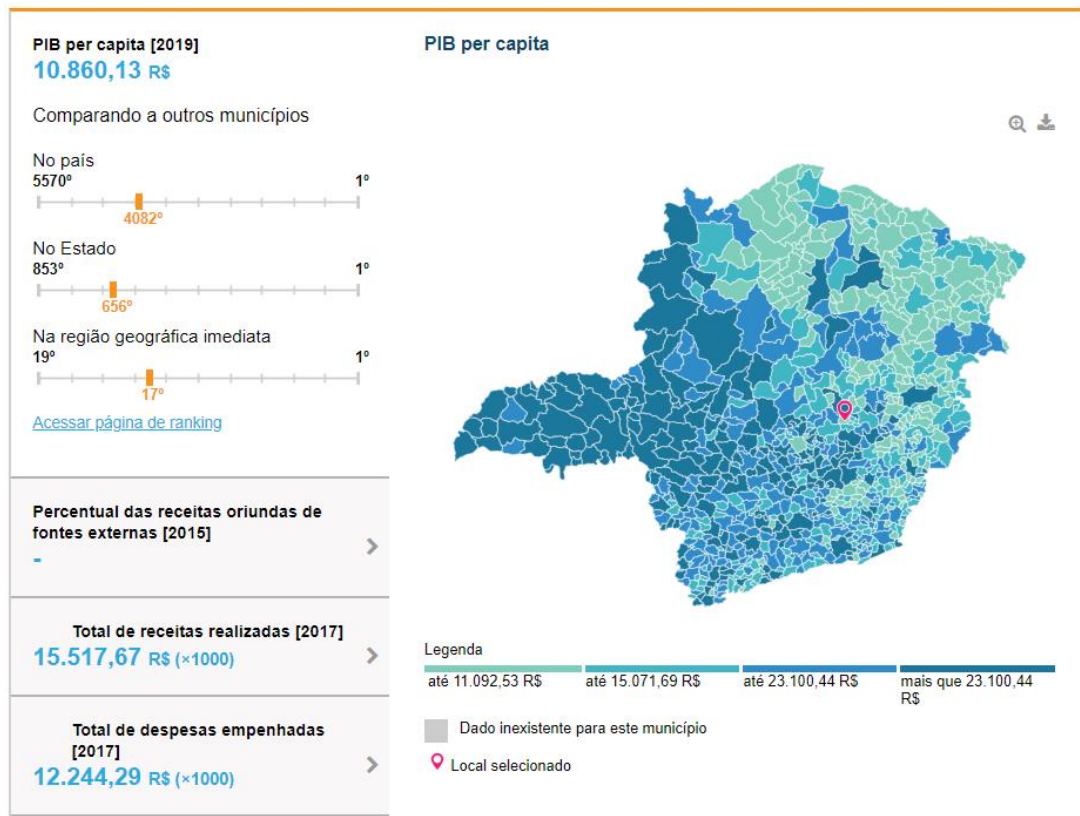 PIB per capita [2019]
10.860,13 R$
Comparando a outros municípios
No país
5570º 1º
4082º
No Estado
853º 1º
656º
Na região geográfica imediata
19º 1º
17º
Acessar página de ranking
Percentual das receitas oriundas de
fontes externas [2015]
-
Total de receitas realizadas [2017]
15.517,67 R$ (×1000)
Total de despesas empenhadas
[2017]
12.244,29 R$ (×1000)
PIB per capita
Legenda
até 11.092,53 R$ até 15.071,69 R$ até 23.100,44 R$ mais que 23.100,44
R$
Dado inexistente para este município
Local selecionado